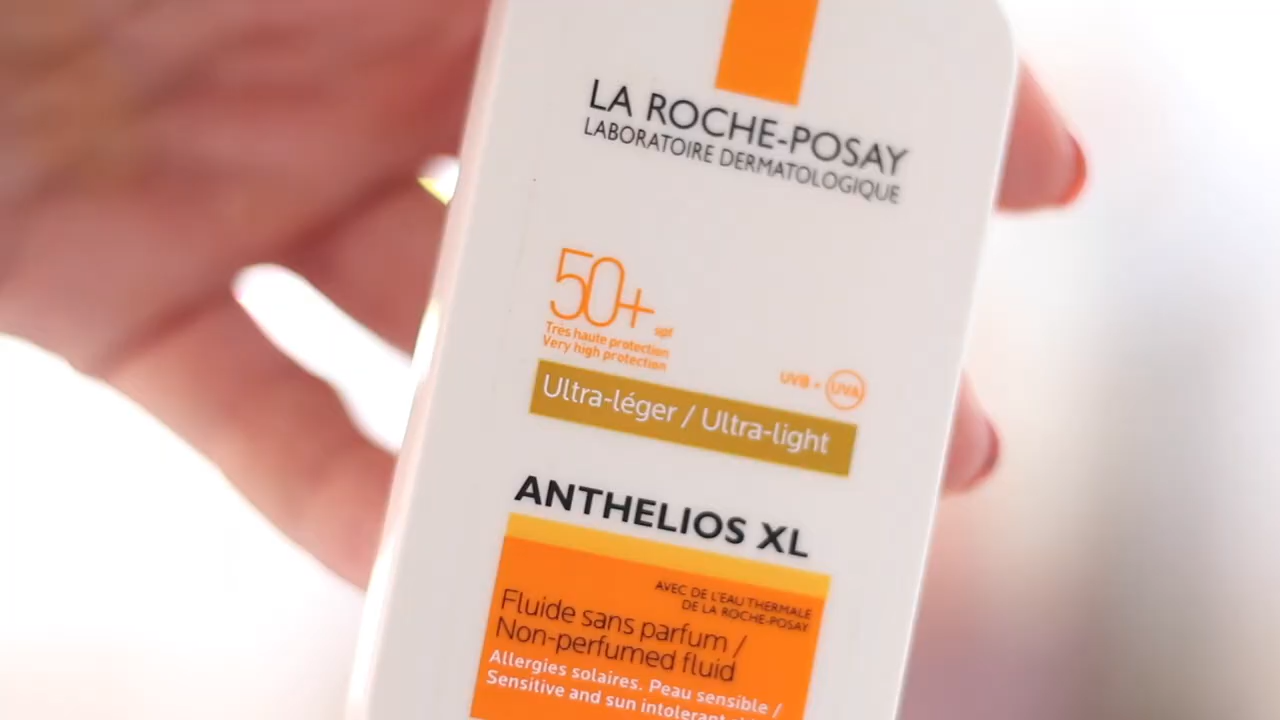 LA ROCHE-POSAY
LABORATOIRE DERMATOLOGIQUE
50+ spf
Très haute protection
Very high protection
UVB + UVA
Ultra-léger / Ultra-light
ANTHELIOS XL
AVEC DE L'EAU THERMALE
DE LA ROCHE-POSAY
Fluide sans parfum /
Non-perfumed fluid
Allergies solaires. Peau sensible /
Sensitive and sun intolerant